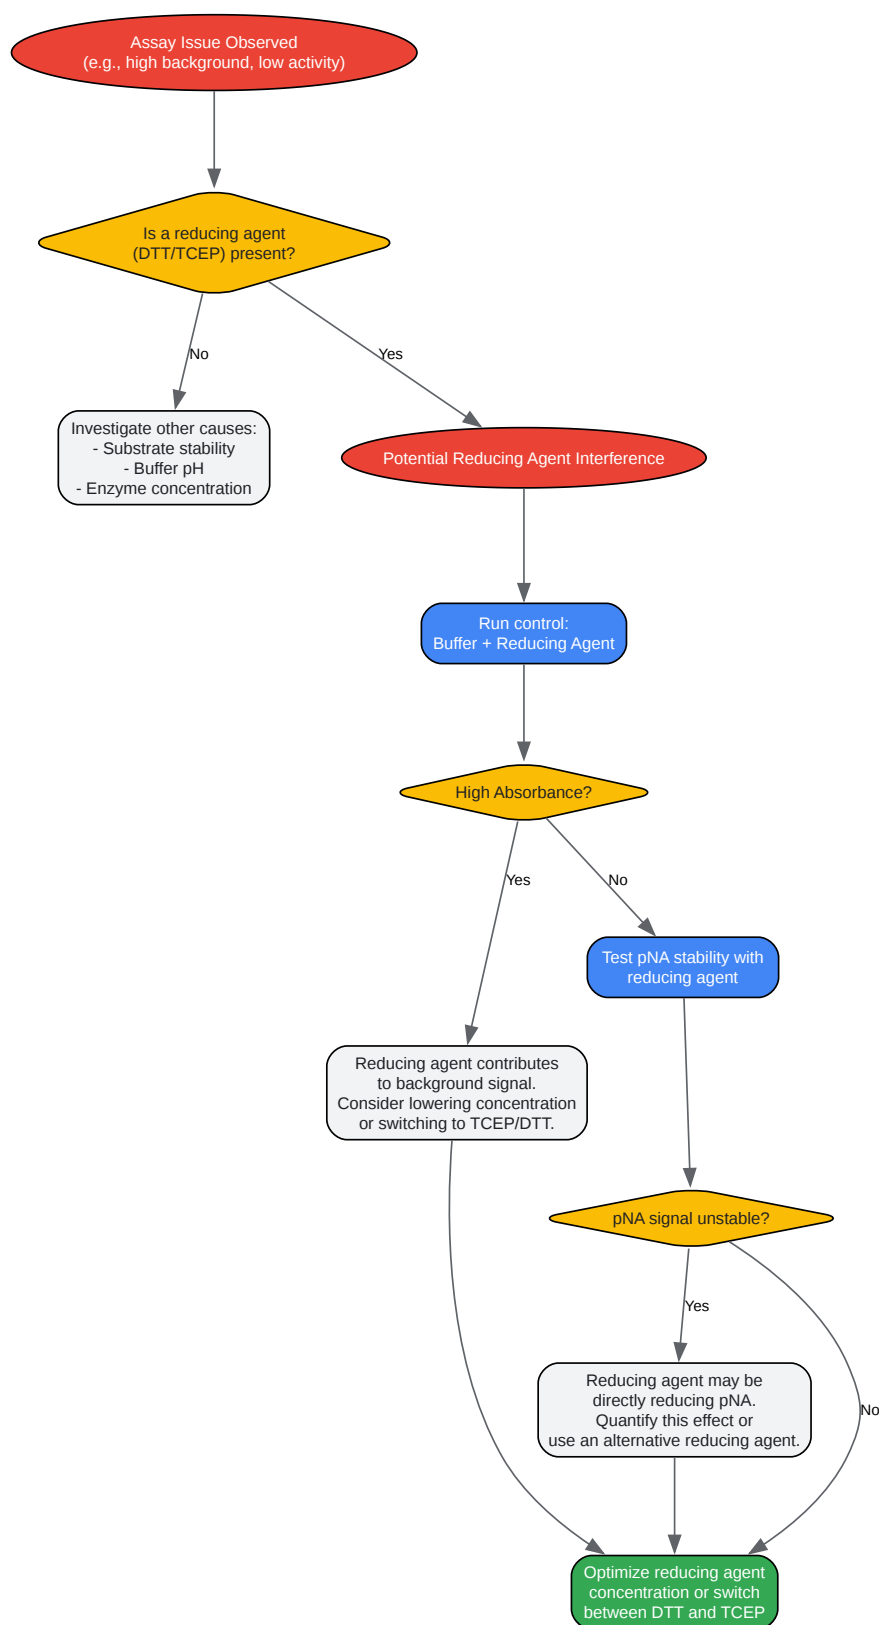 Assay Issue Observed
(e.g., high background, low activity)
Is a reducing agent
(DTT/TCEP) present?
No
Yes
Investigate other causes:
- Substrate stability
- Buffer pH
- Enzyme concentration
Potential Reducing Agent Interference
Run control:
Buffer + Reducing Agent
High Absorbance?
Yes
No
Test pNA stability with
reducing agent
Reducing agent contributes
to background signal.
Consider lowering concentration
or switching to TCEP/DTT.
pNA signal unstable?
Yes
Reducing agent may be
directly reducing pNA.
Quantify this effect or
use an alternative reducing agent.
No
Optimize reducing agent
concentration or switch
between DTT and TCEP